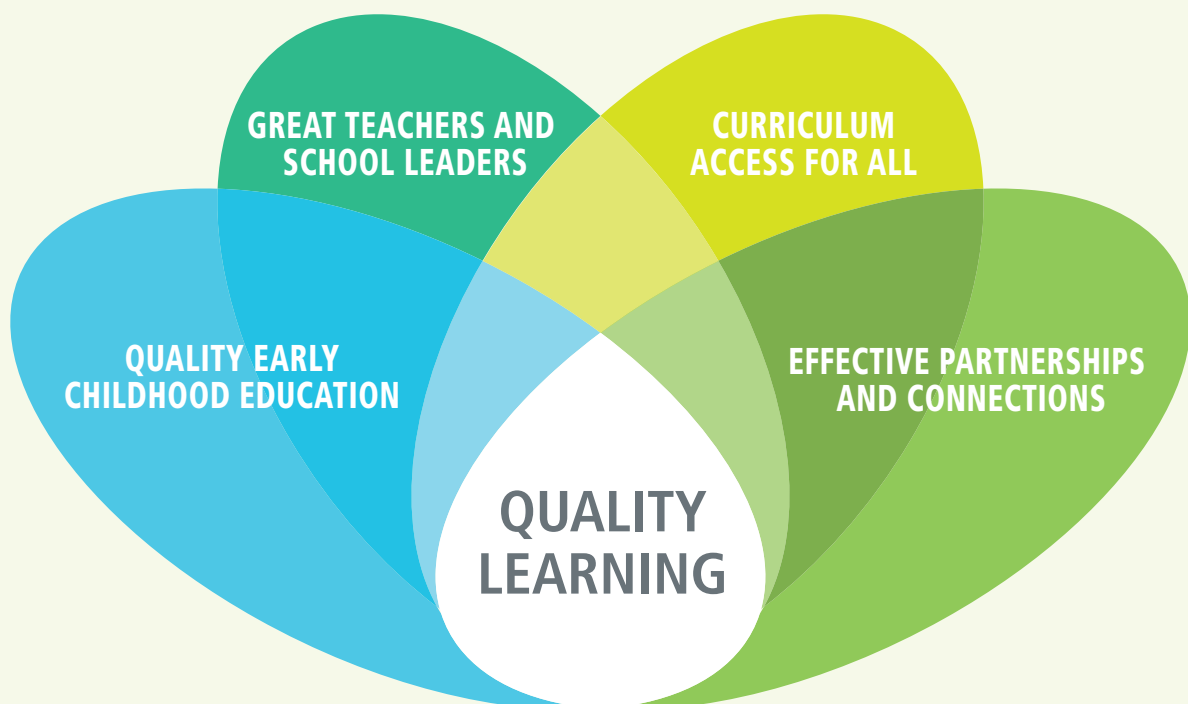 GREAT TEACHERS AND
SCHOOL LEADERS
CURRICULUM
ACCESS FOR ALL
QUALITY EARLY
CHILDHOOD EDUCATION
EFFECTIVE PARTNERSHIPS
AND CONNECTIONS
QUALITY
LEARNING